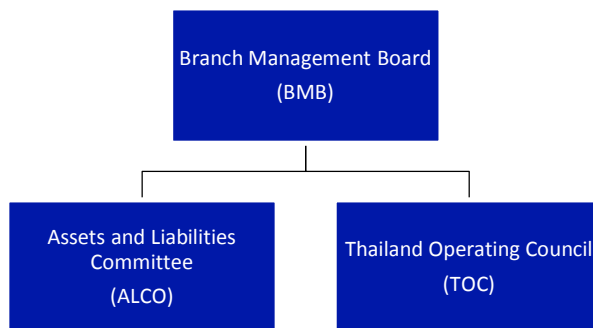 Branch Management Board
(BMB)
Assets and Liabilities
Committee
(ALCO)
Thailand Operating Council
(TOC)